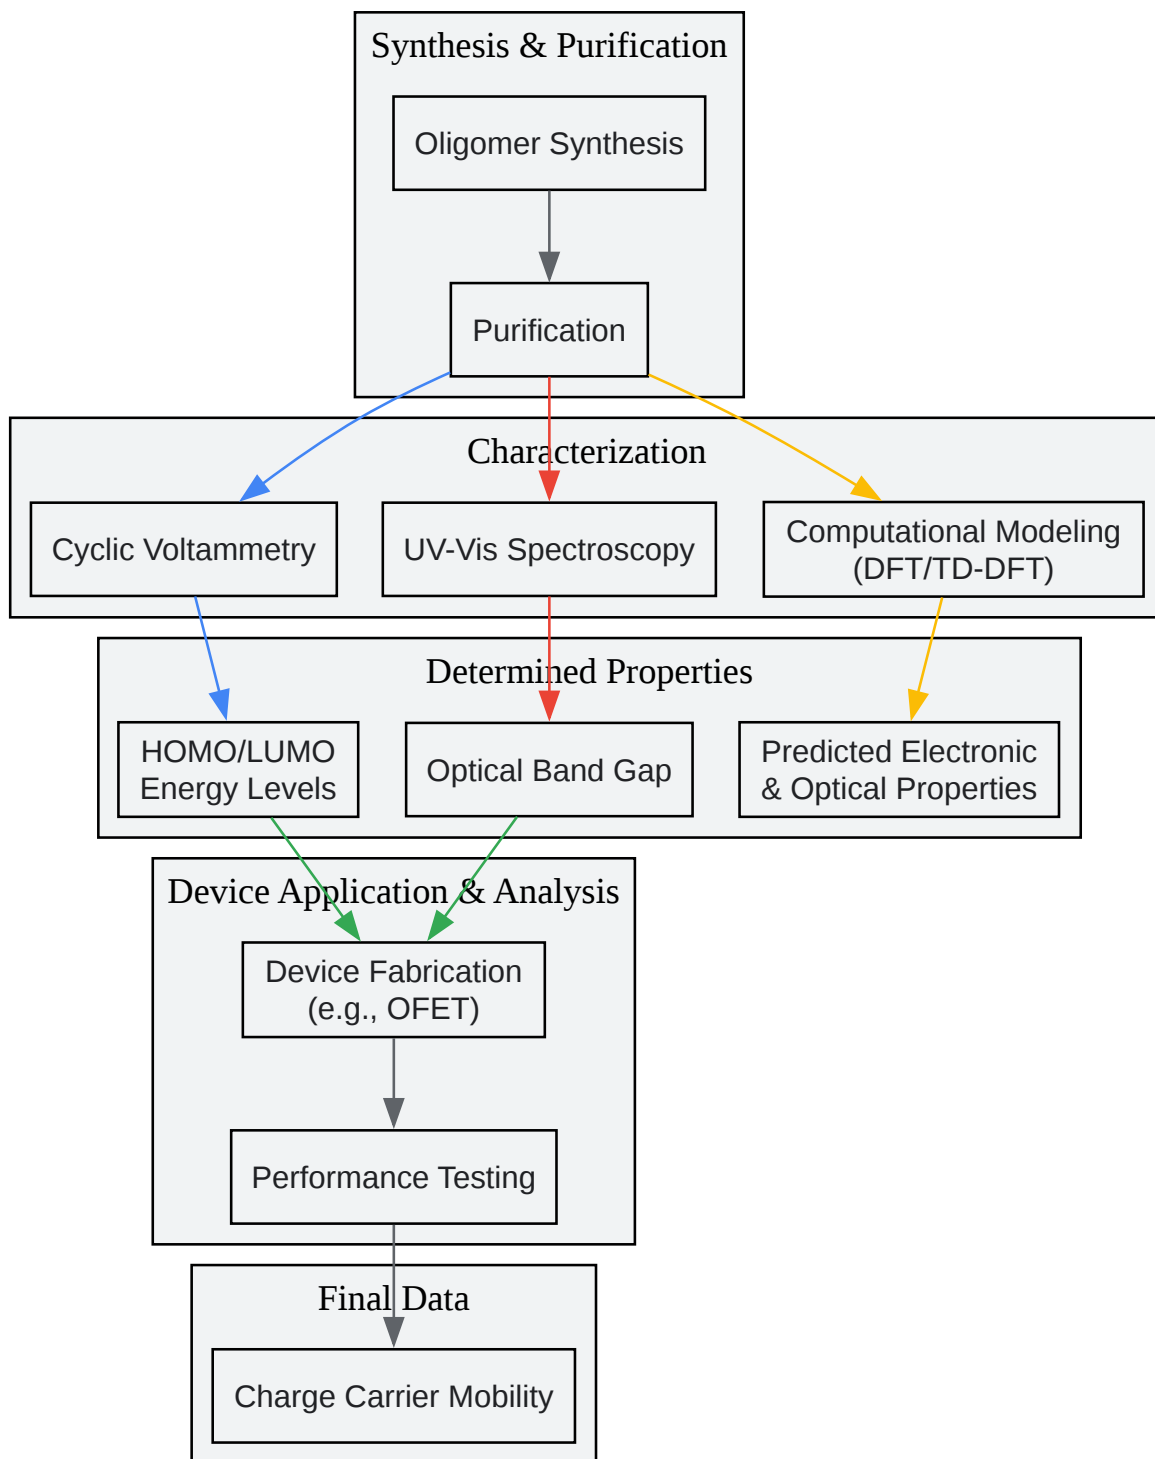 Synthesis & Purification
Oligomer Synthesis
Purification
Characterization
Cyclic Voltammetry
UV-Vis Spectroscopy
Computational Modeling
(DFT/TD-DFT)
Determined Properties
HOMO/LUMO
Energy Levels
Optical Band Gap
Predicted Electronic
& Optical Properties
Device Application & Analysis
Device Fabrication
(e.g., OFET)
Performance Testing
Final Data
Charge Carrier Mobility